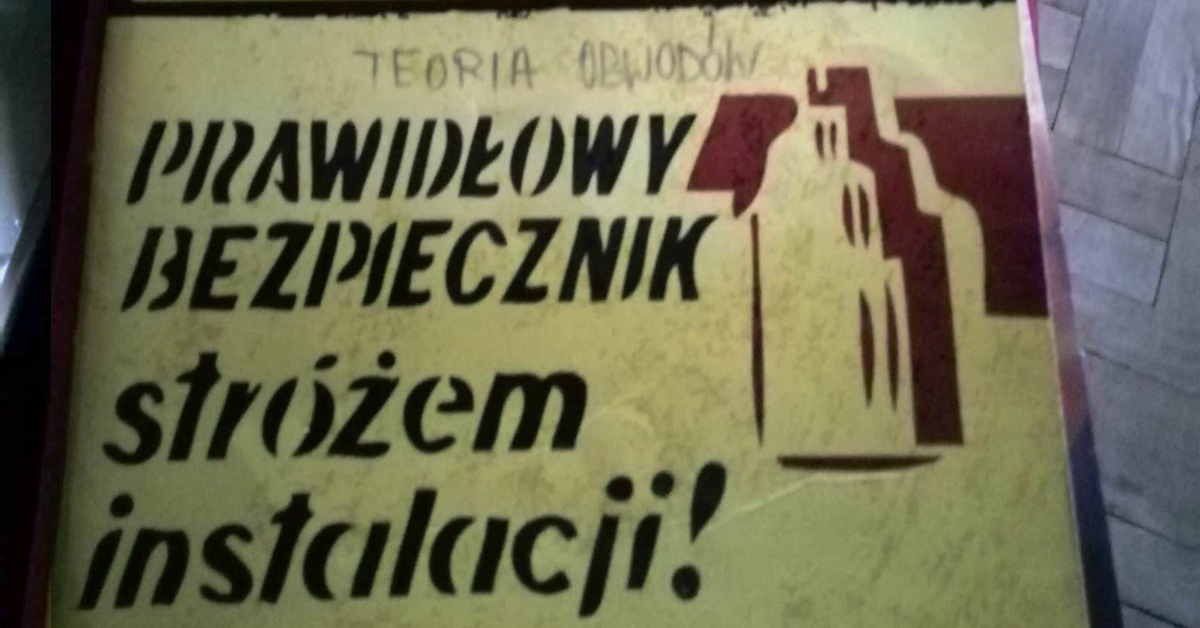 TEORIA OBWODÓW
PRAWIDŁOWY
BEZPIECZNIK
stróżem
instalacji!